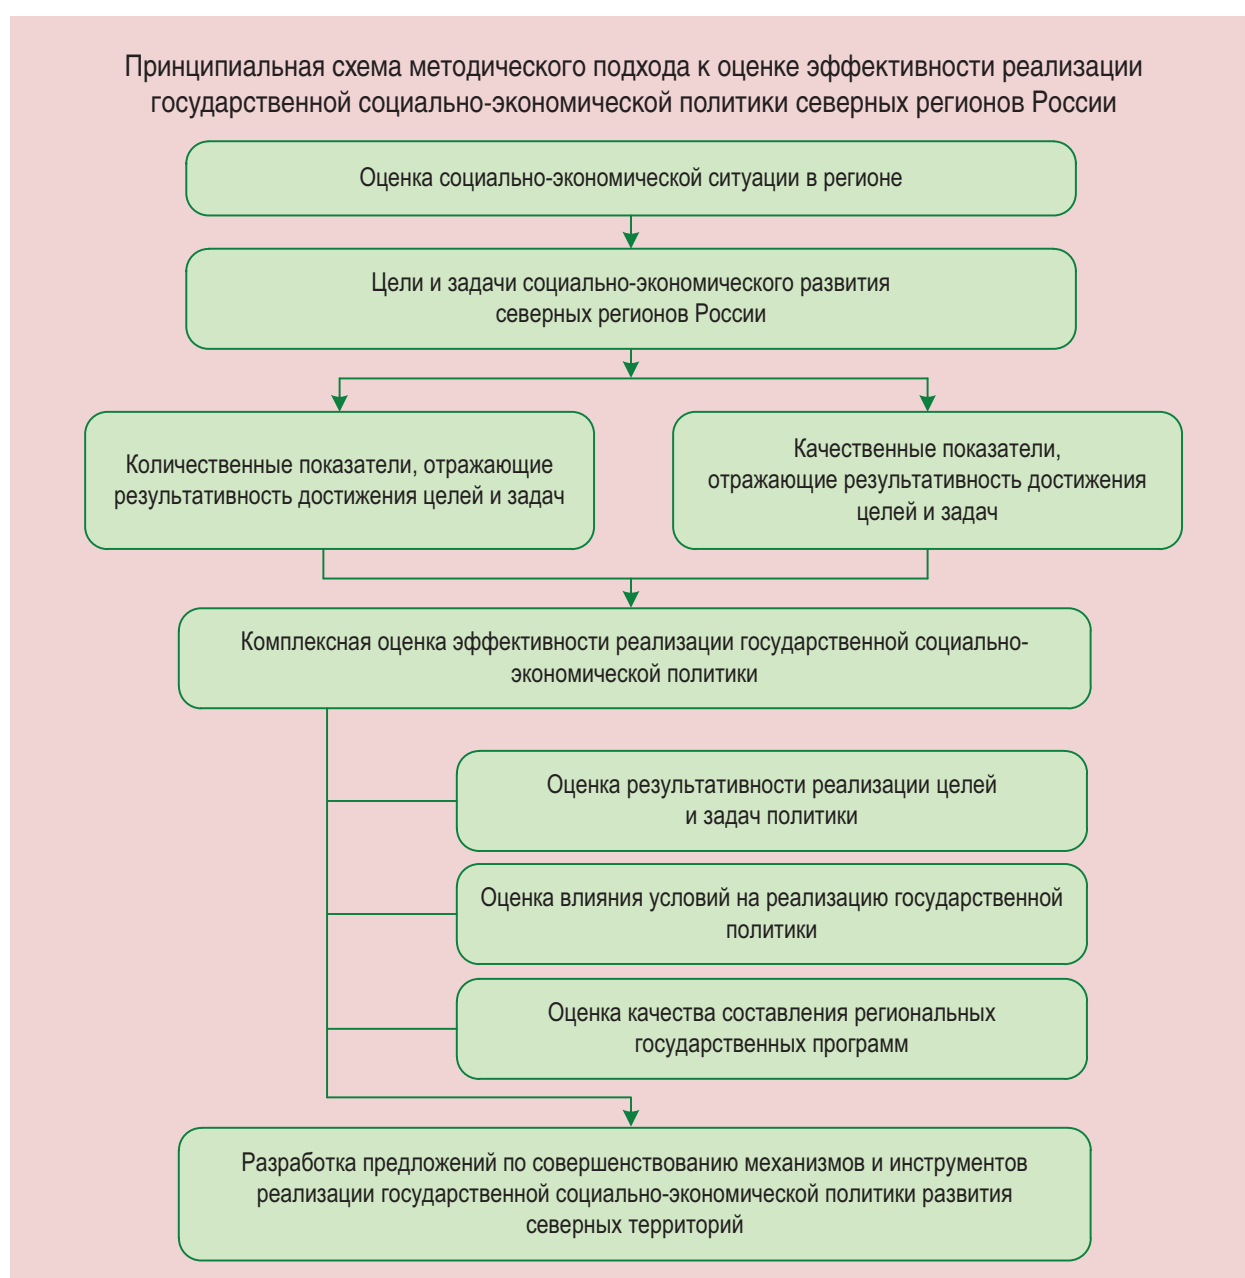 Принципиальная схема методического подхода к оценке эффективности реализации
государственной социально-экономической политики северных регионов России
Оценка социально-экономической ситуации в регионе
Цели и задачи социально-экономического развития
северных регионов России
Количественные показатели, отражающие
результативность достижения целей и задач
Качественные показатели,
отражающие результативность достижения
целей и задач
Комплексная оценка эффективности реализации государственной социально-
экономической политики
Оценка результативности реализации целей
и задач политики
Оценка влияния условий на реализацию государственной
политики
Оценка качества составления региональных
государственных программ
Разработка предложений по совершенствованию механизмов и инструментов
реализации государственной социально-экономической политики развития
северных территорий